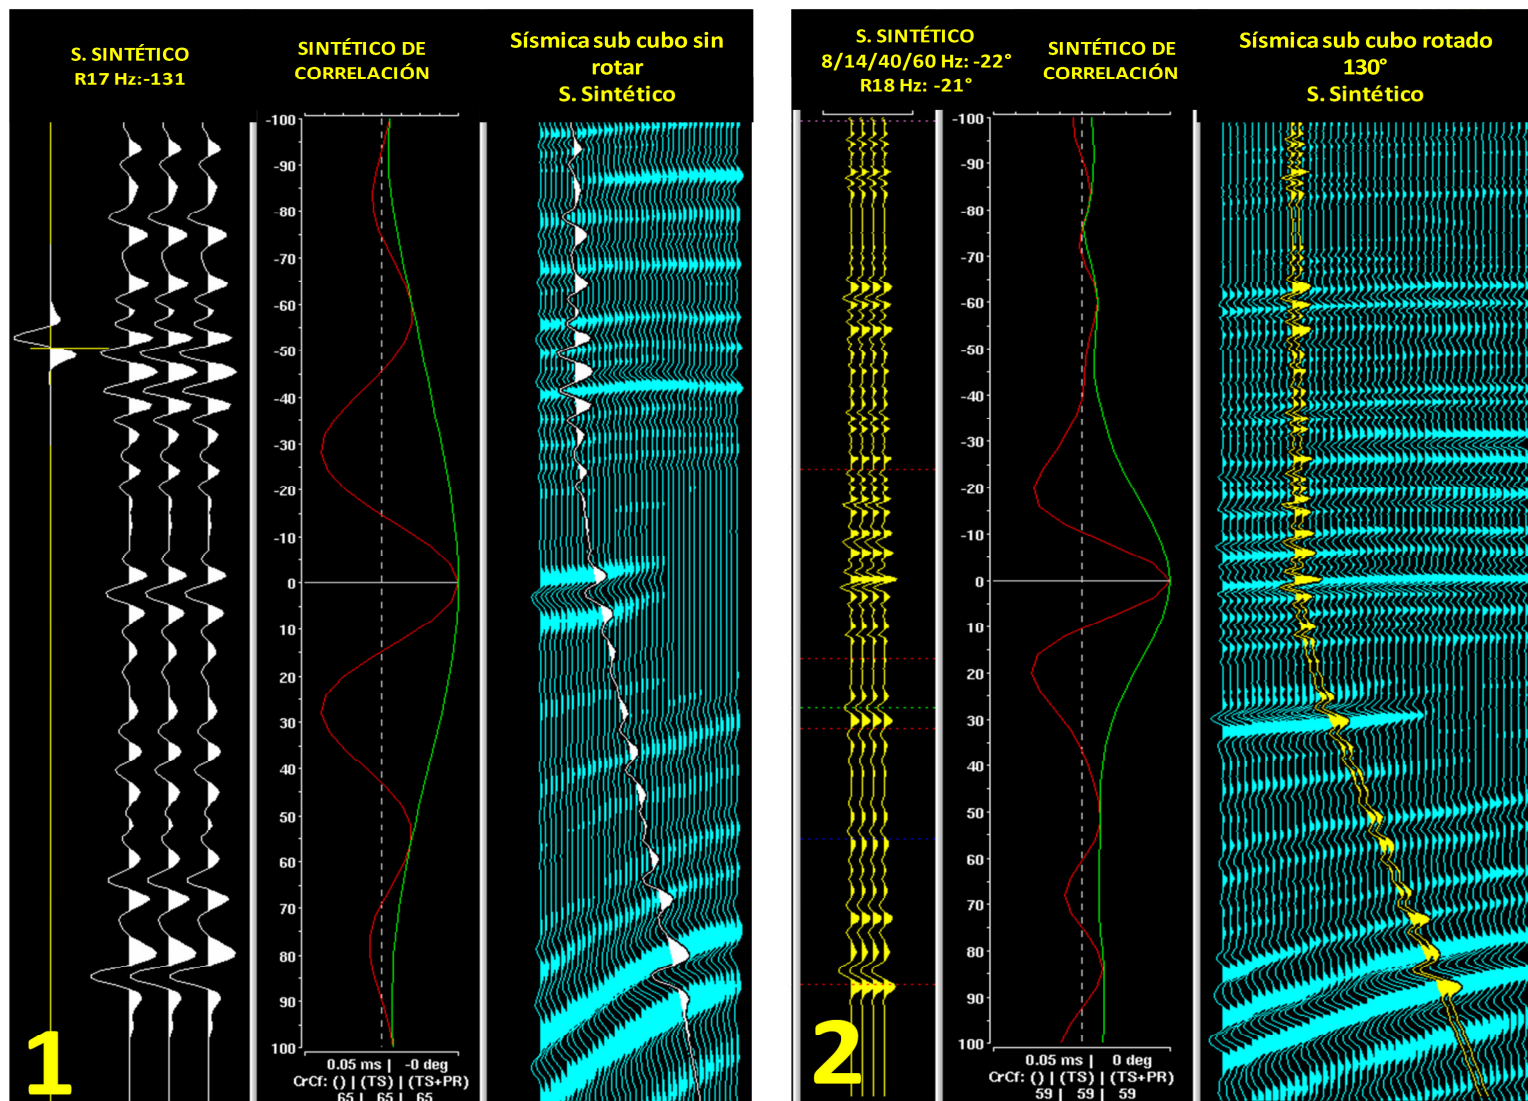 S. SINTÉTICO
R17 Hz:-131
SINTÉTICO DE
CORRELACIÓN
Sísmica sub cubo sin
rotar
S. Sintético
-100
-90
-80
-70
-60
-50
-40
-30
-20
-10
0
10
20
30
40
50
60
70
80
90
100
0.05 ms | -0 deg
CrCf: () | (TS) | (TS+PR)
65 | 65 | 65
1
S. SINTÉTICO
8/14/40/60 Hz: -22°
R18 Hz: -21°
SINTÉTICO DE
CORRELACIÓN
Sísmica sub cubo rotado
130°
S. Sintético
-100
-90
-80
-70
-60
-50
-40
-30
-20
-10
0
10
20
30
40
50
60
70
80
90
100
0.05 ms | 0 deg
CrCf: () | (TS) | (TS+PR)
59 | 59 | 59
2